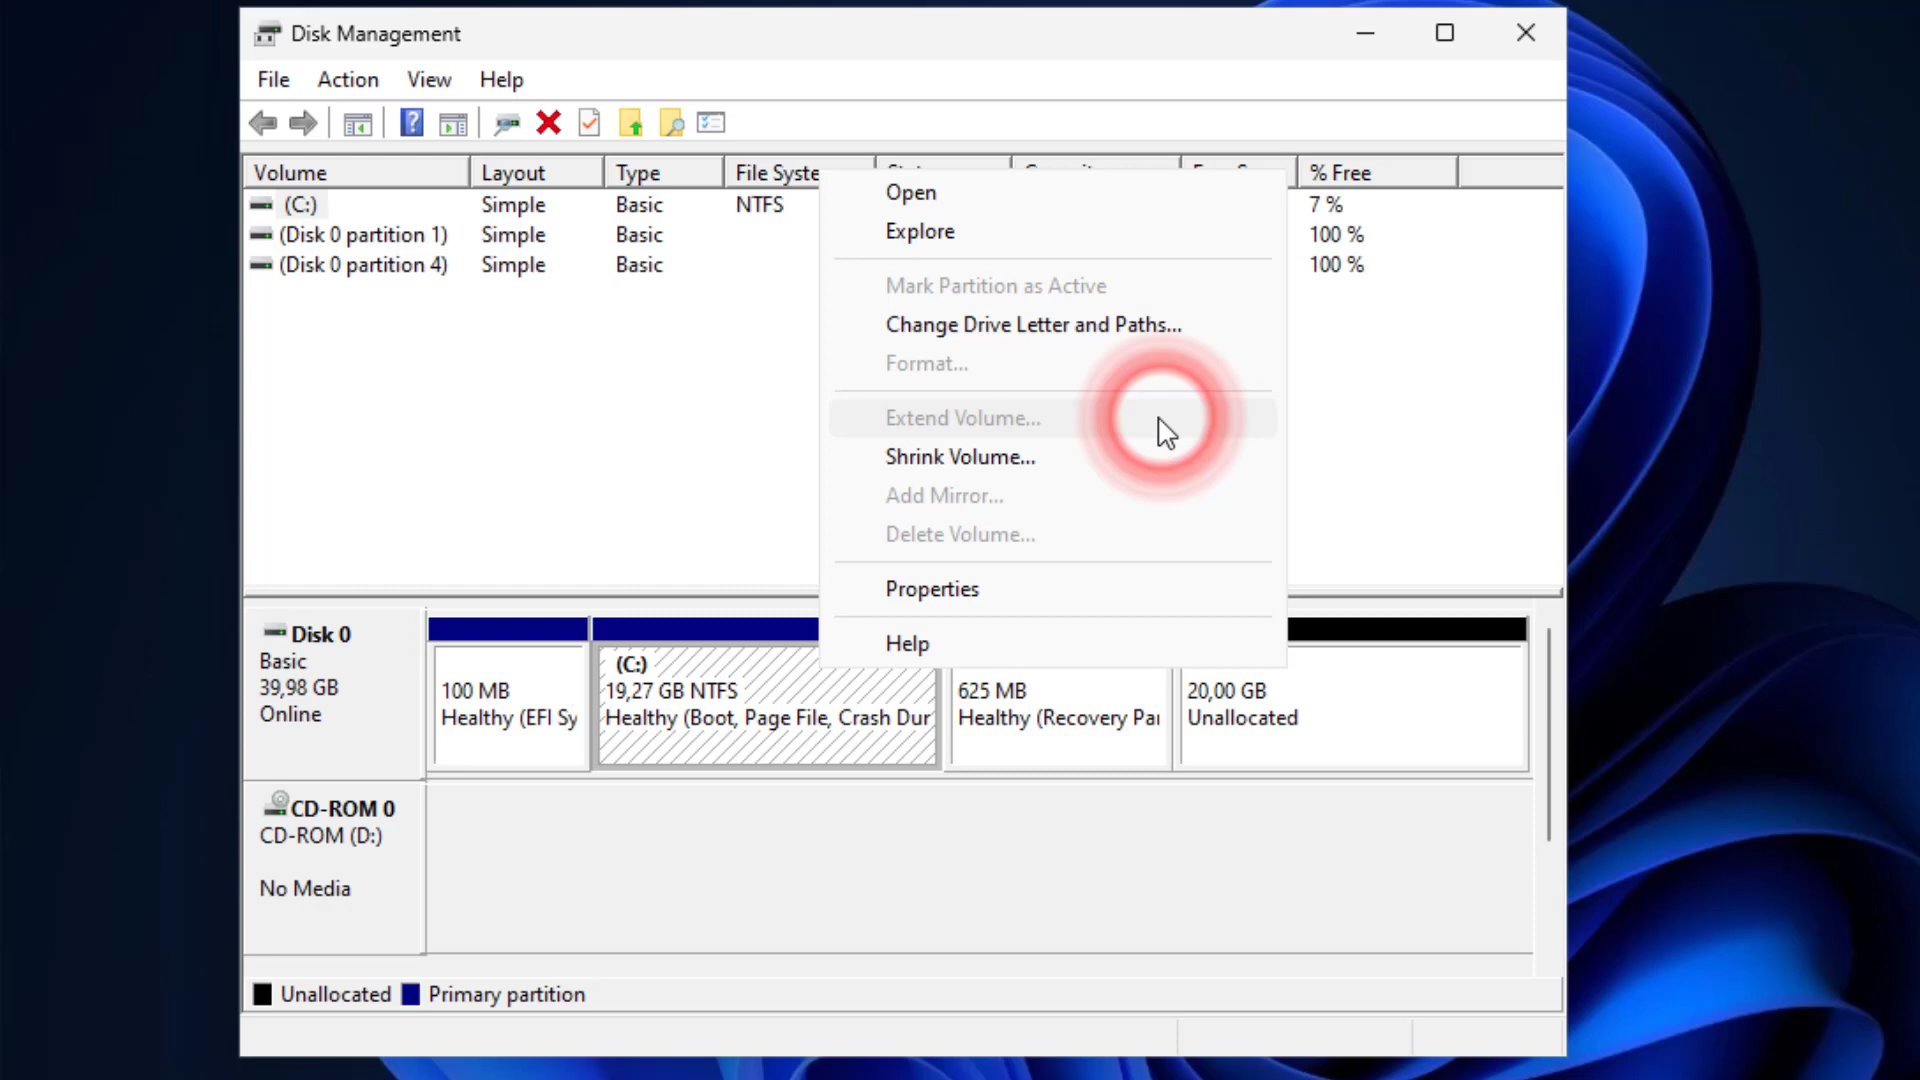 Disk Management
File Action View Help
Volume Layout Type File Syste % Free
(C:) Simple Basic NTFS 7 %
(Disk 0 partition 1) Simple Basic 100 %
(Disk 0 partition 4) Simple Basic 100 %
Open
Explore
Mark Partition as Active
Change Drive Letter and Paths...
Format...
Extend Volume...
Shrink Volume...
Add Mirror...
Delete Volume...
Properties
Help
Disk 0
Basic
39,98 GB
Online
100 MB
Healthy (EFI Sy
(C:)
19,27 GB NTFS
Healthy (Boot, Page File, Crash Dur
625 MB
Healthy (Recovery Pa
20,00 GB
Unallocated
CD-ROM 0
CD-ROM (D:)
No Media
Unallocated Primary partition